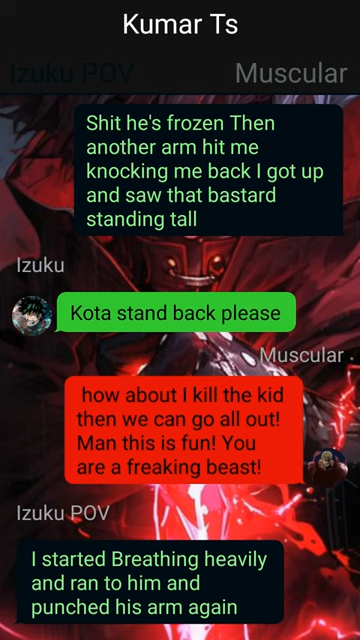 Kumar Ts
Izuku POV
Muscular
Shit he's frozen Then
another arm hit me
knocking me back I got up
and saw that bastard
standing tall
Izuku
Kota stand back please
Muscular
how about I kill the kid
then we can go all out!
Man this is fun! You
are a freaking beast!
Izuku POV
I started Breathing heavily
and ran to him and
punched his arm again